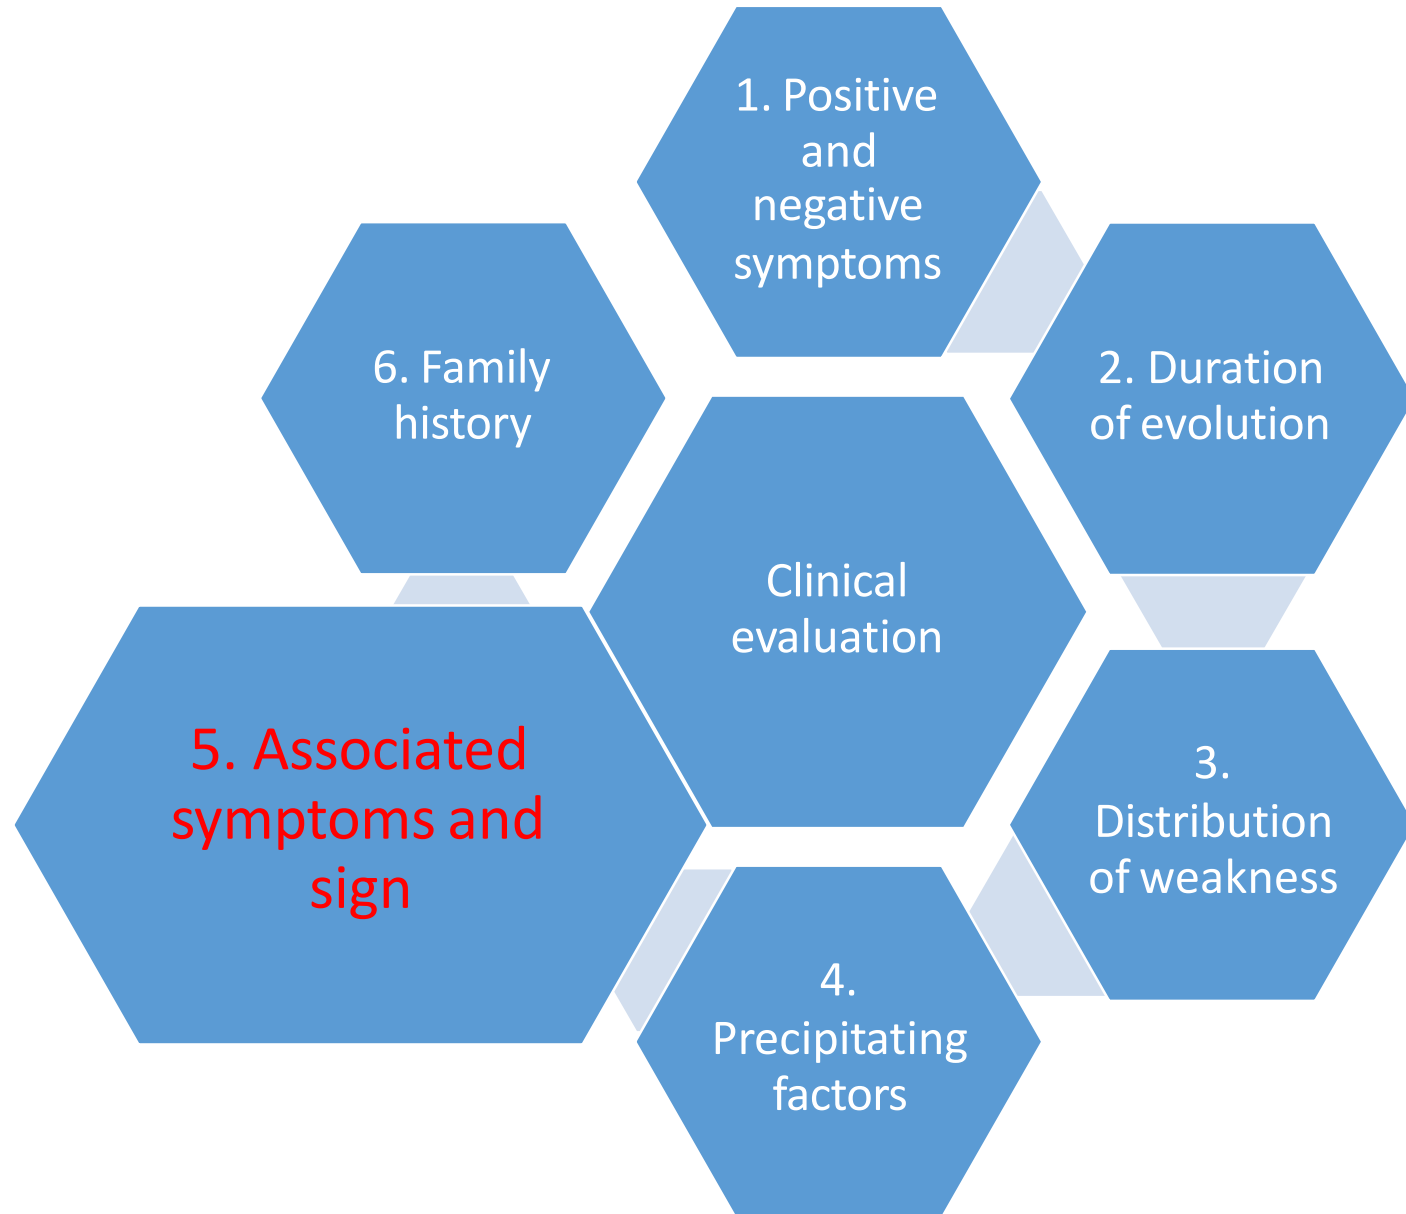 1. Positive
and
negative
symptoms
2. Duration
of evolution
3.
Distribution
of weakness
4.
Precipitating
factors
5. Associated
symptoms and
sign
6. Family
history
Clinical
evaluation